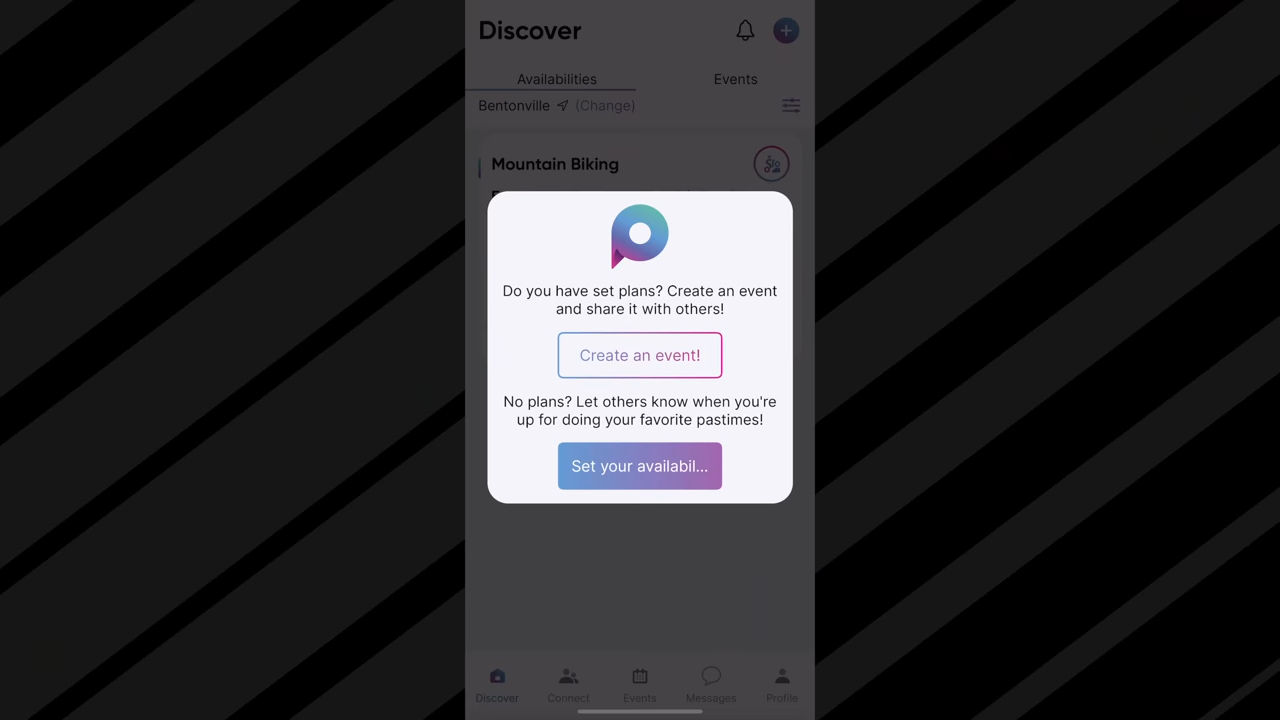 Discover
Availabilities Events
Bentonville (Change)
Mountain Biking
Do you have set plans? Create an event
and share it with others!
Create an event!
No plans? Let others know when you're
up for doing your favorite pastimes!
Set your availabil...
Discover Connect Events Messages Profile